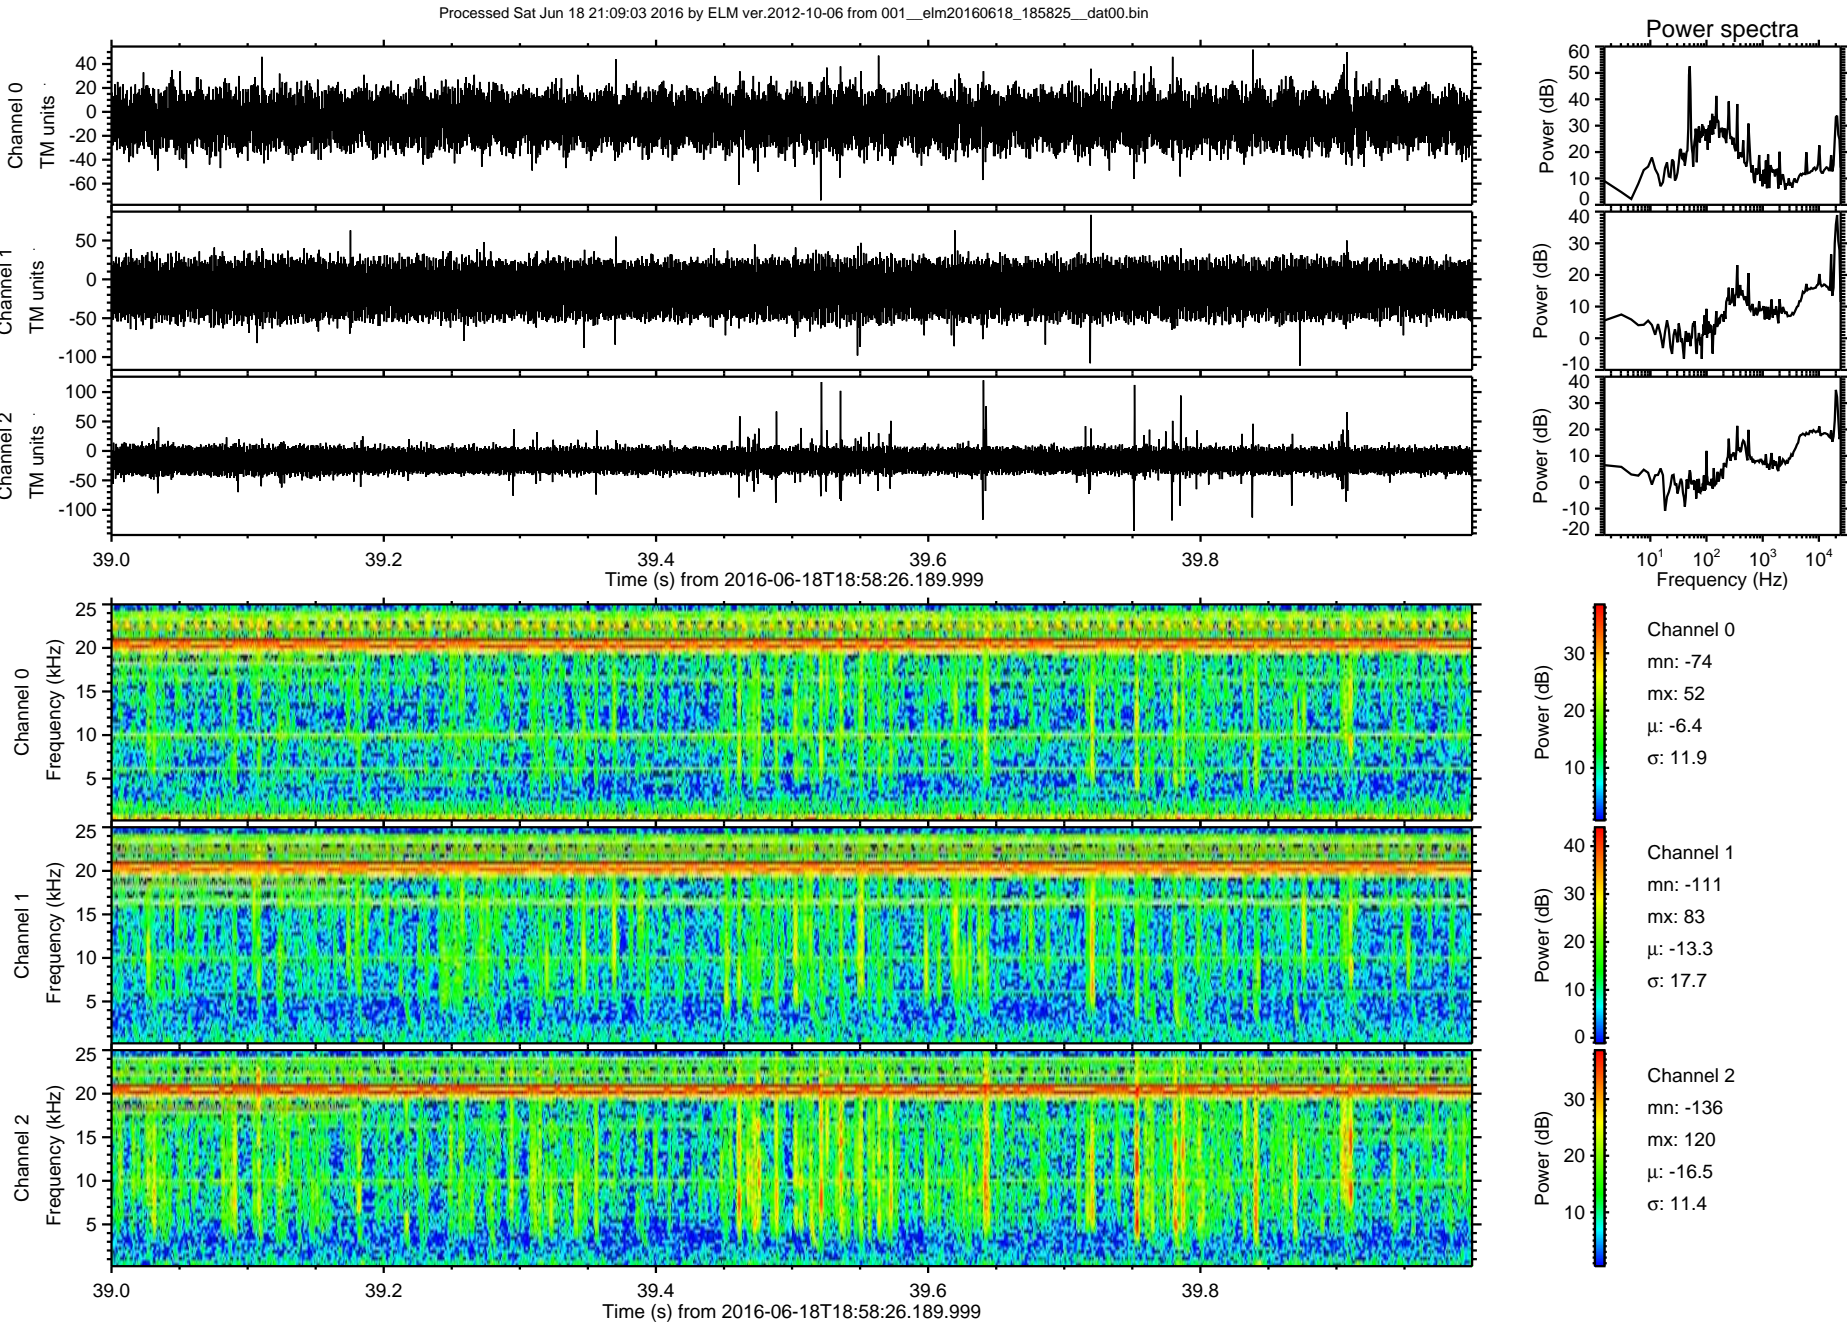 Processed Sat Jun 18 21:09:03 2016 by ELM ver.2012-10-06 from 001__elm20160618_185825__dat00.bin
Power spectra
Channel 0
TM units
40
20
0
-20
-40
-60
Power (dB)
60
50
40
30
20
10
0
Channel 1
TM units
50
0
-50
-100
Power (dB)
40
30
20
10
0
-10
Channel 2
TM units
100
50
0
-50
-100
Power (dB)
40
30
20
10
0
-10
-20
39.0 39.2 39.4 39.6 39.8
Time (s) from 2016-06-18T18:58:26.189.999
10¹ 10² 10³ 10⁴
Frequency (Hz)
Channel 0
Frequency (kHz)
25
20
15
10
5
Power (dB)
30
20
10
Channel 0
mn: -74
mx: 52
μ: -6.4
σ: 11.9
Channel 1
Frequency (kHz)
25
20
15
10
5
Power (dB)
40
30
20
10
0
Channel 1
mn: -111
mx: 83
μ: -13.3
σ: 17.7
Channel 2
Frequency (kHz)
25
20
15
10
5
Power (dB)
30
20
10
Channel 2
mn: -136
mx: 120
μ: -16.5
σ: 11.4
39.0 39.2 39.4 39.6 39.8
Time (s) from 2016-06-18T18:58:26.189.999